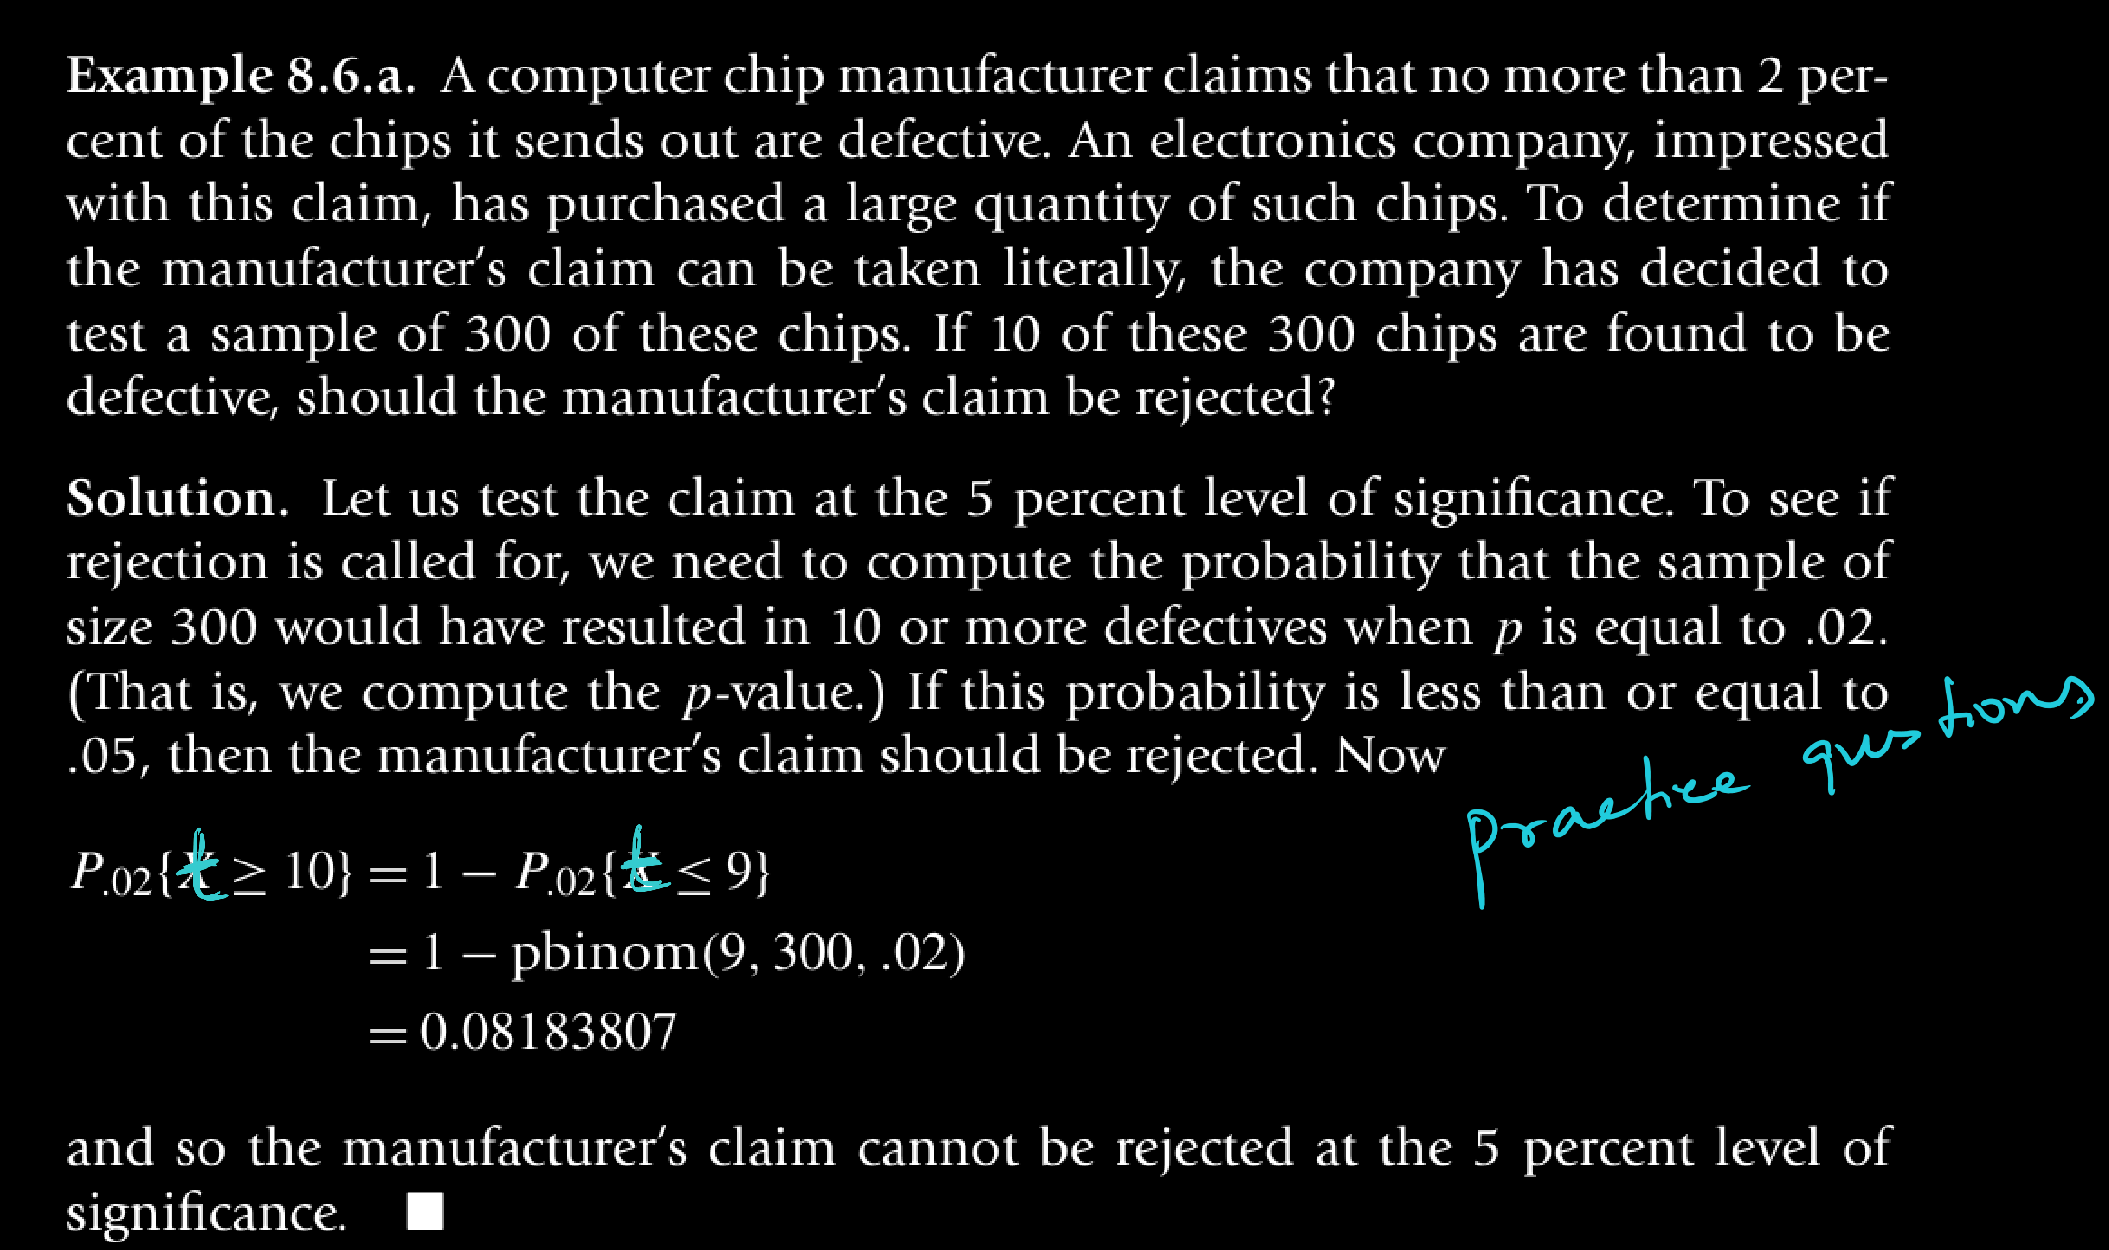 Example 8.6.a. A computer chip manufacturer claims that no more than 2 per-
cent of the chips it sends out are defective. An electronics company, impressed
with this claim, has purchased a large quantity of such chips. To determine if
the manufacturer's claim can be taken literally, the company has decided to
test a sample of 300 of these chips. If 10 of these 300 chips are found to be
defective, should the manufacturer's claim be rejected?
Solution. Let us test the claim at the 5 percent level of significance. To see if
rejection is called for, we need to compute the probability that the sample of
size 300 would have resulted in 10 or more defectives when p is equal to .02.
(That is, we compute the p-value.) If this probability is less than or equal to
.05, then the manufacturer's claim should be rejected. Now
practice questions
P.02{t ≥ 10} = 1 − P.02{t ≤ 9}
= 1 − pbinom(9, 300, .02)
= 0.08183807
and so the manufacturer's claim cannot be rejected at the 5 percent level of
significance. ■